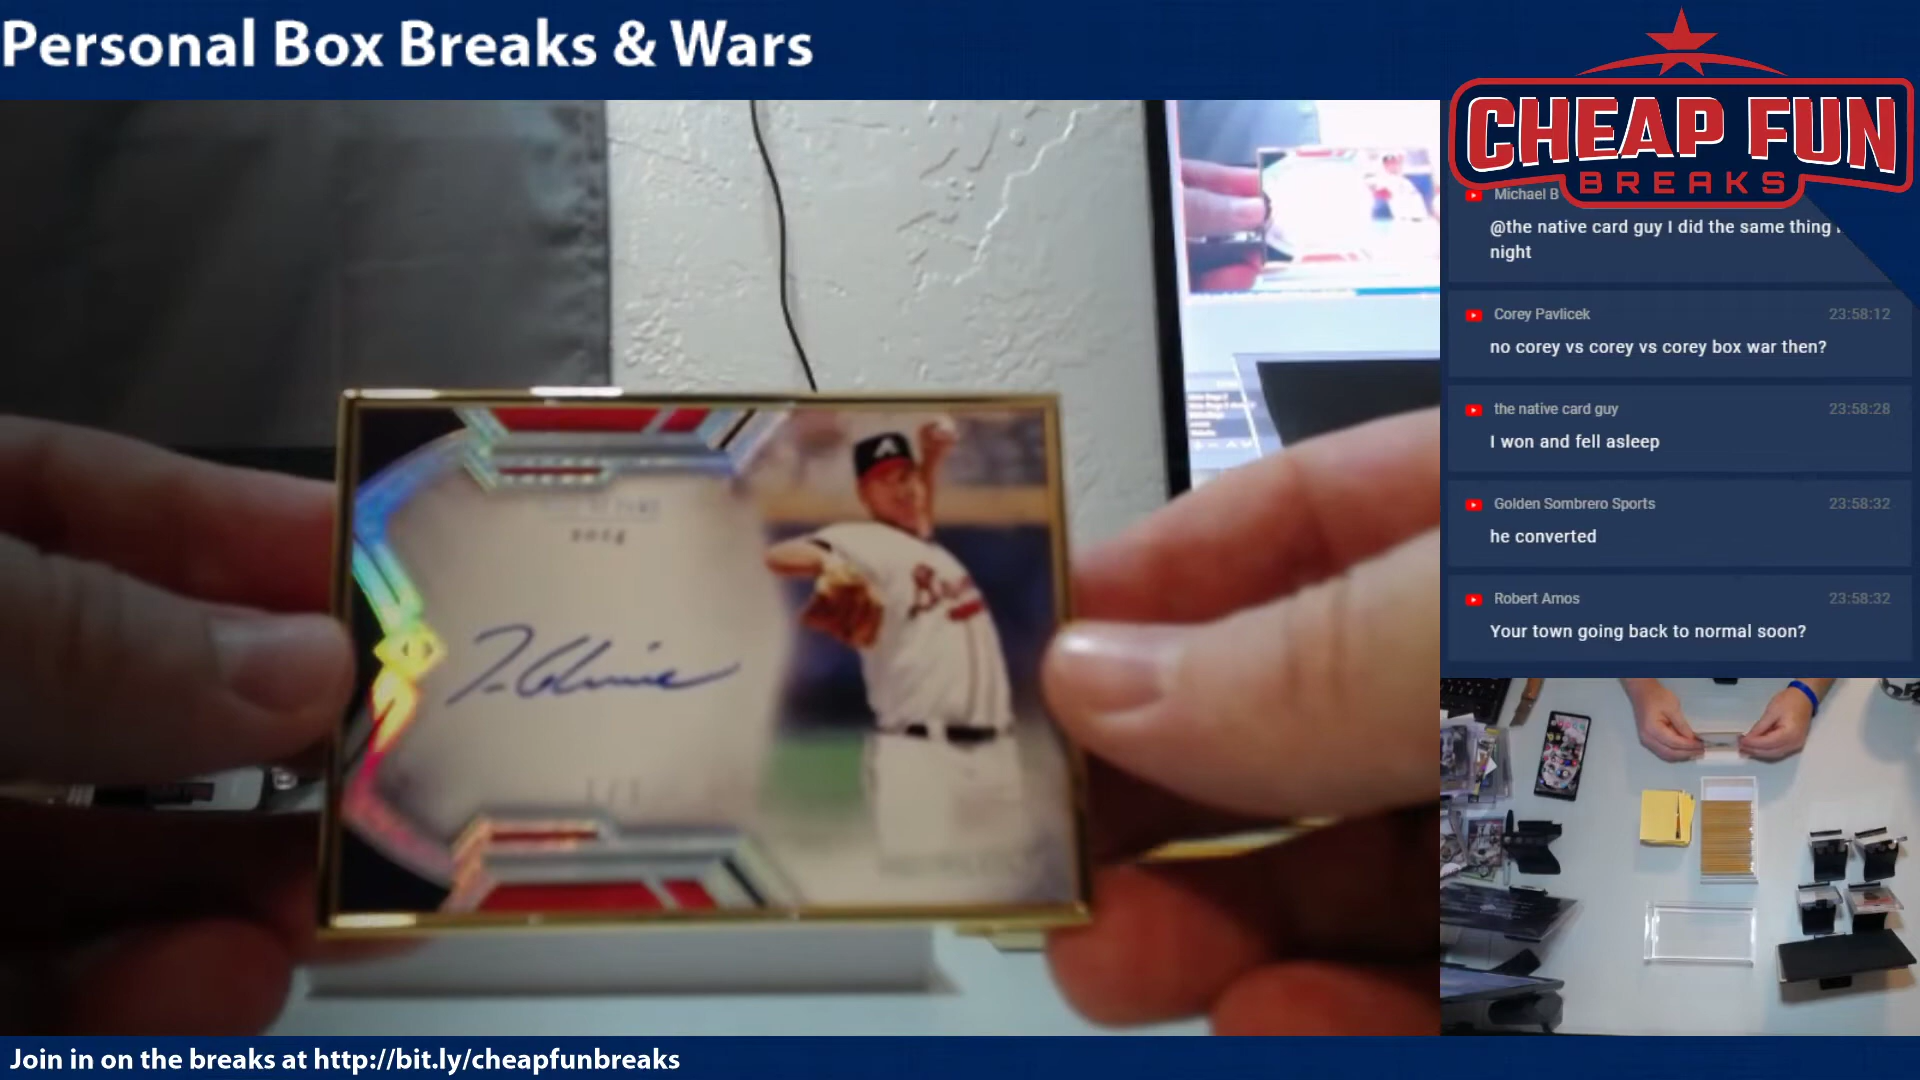 Personal Box Breaks & Wars
CHEAP FUN
BREAKS
Michael B
@the native card guy I did the same thing
night
Corey Pavlicek 23:58:12
no corey vs corey vs corey box war then?
the native card guy 23:58:28
I won and fell asleep
Golden Sombrero Sports 23:58:32
he converted
Robert Amos 23:58:32
Your town going back to normal soon?
2014
A
Join in on the breaks at http://bit.ly/cheapfunbreaks